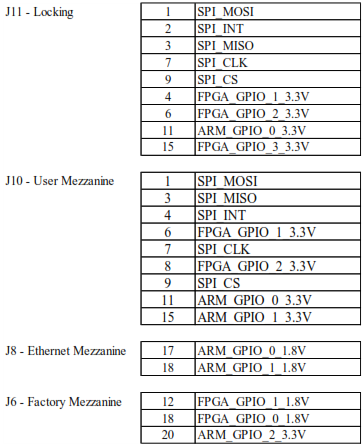 J11 - Locking 1 SPI_MOSI
2 SPI_INT
3 SPI_MISO
7 SPI_CLK
9 SPI_CS
4 FPGA_GPIO_1_3.3V
6 FPGA_GPIO_2_3.3V
11 ARM_GPIO_0_3.3V
15 FPGA_GPIO_3_3.3V
J10 - User Mezzanine 1 SPI_MOSI
3 SPI_MISO
4 SPI_INT
6 FPGA_GPIO_1_3.3V
7 SPI_CLK
8 FPGA_GPIO_2_3.3V
9 SPI_CS
11 ARM_GPIO_0_3.3V
15 ARM_GPIO_1_3.3V
J8 - Ethernet Mezzanine 17 ARM_GPIO_0_1.8V
18 ARM_GPIO_1_1.8V
J6 - Factory Mezzanine 12 FPGA_GPIO_1_1.8V
18 FPGA_GPIO_0_1.8V
20 ARM_GPIO_2_3.3V